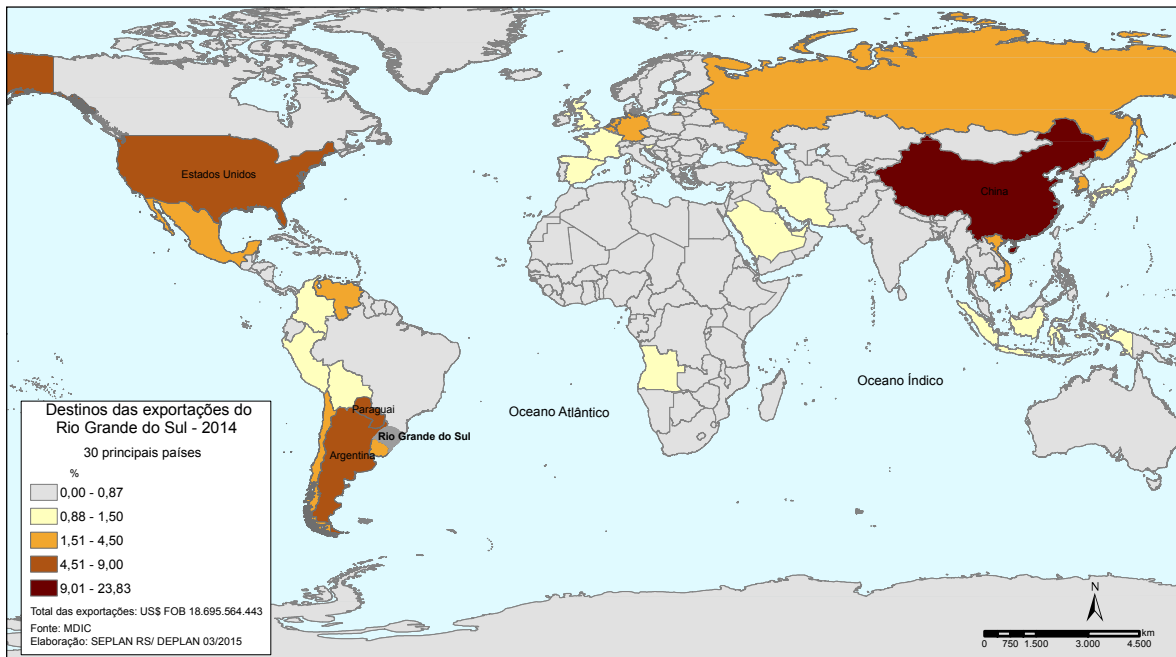 Estados Unidos
China
Oceano Índico
Oceano Atlântico
Paraguai
Rio Grande do Sul
Argentina
Destinos das exportações do
Rio Grande do Sul - 2014
30 principais países
%
0,00 - 0,87
0,88 - 1,50
1,51 - 4,50
4,51 - 9,00
9,01 - 23,83
Total das exportações: US$ FOB 18.695.564.443
Fonte: MDIC
Elaboração: SEPLAN RS/ DEPLAN 03/2015
N
km
0 750 1.500 3.000 4.500